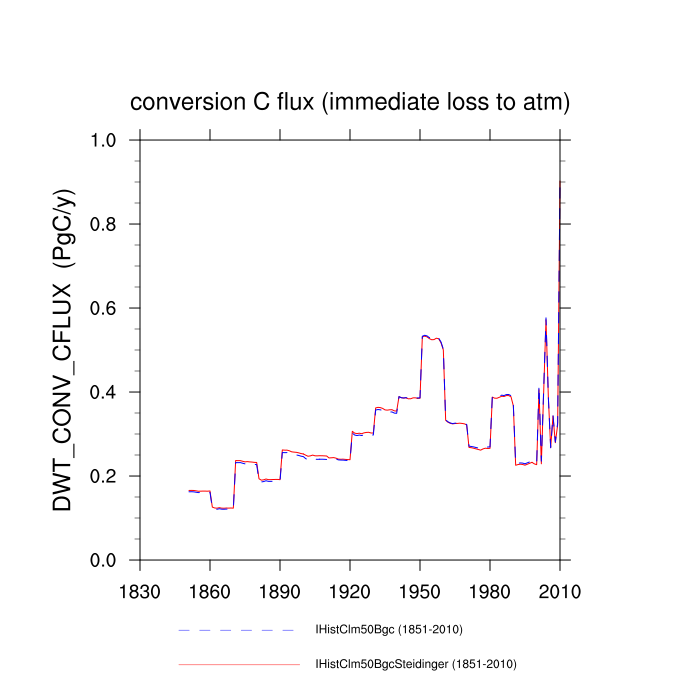 conversion C flux (immediate loss to atm)
DWT_CONV_CFLUX (PgC/y)
1.0
0.8
0.6
0.4
0.2
0.0
1830 1860 1890 1920 1950 1980 2010
IHistClm50Bgc (1851-2010)
IHistClm50BgcSteidinger (1851-2010)